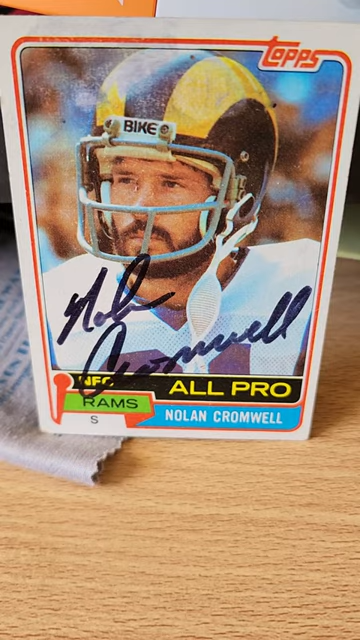 topps
BIKE
Nolan
Cromwell
NFC
ALL PRO
RAMS
NOLAN CROMWELL
S